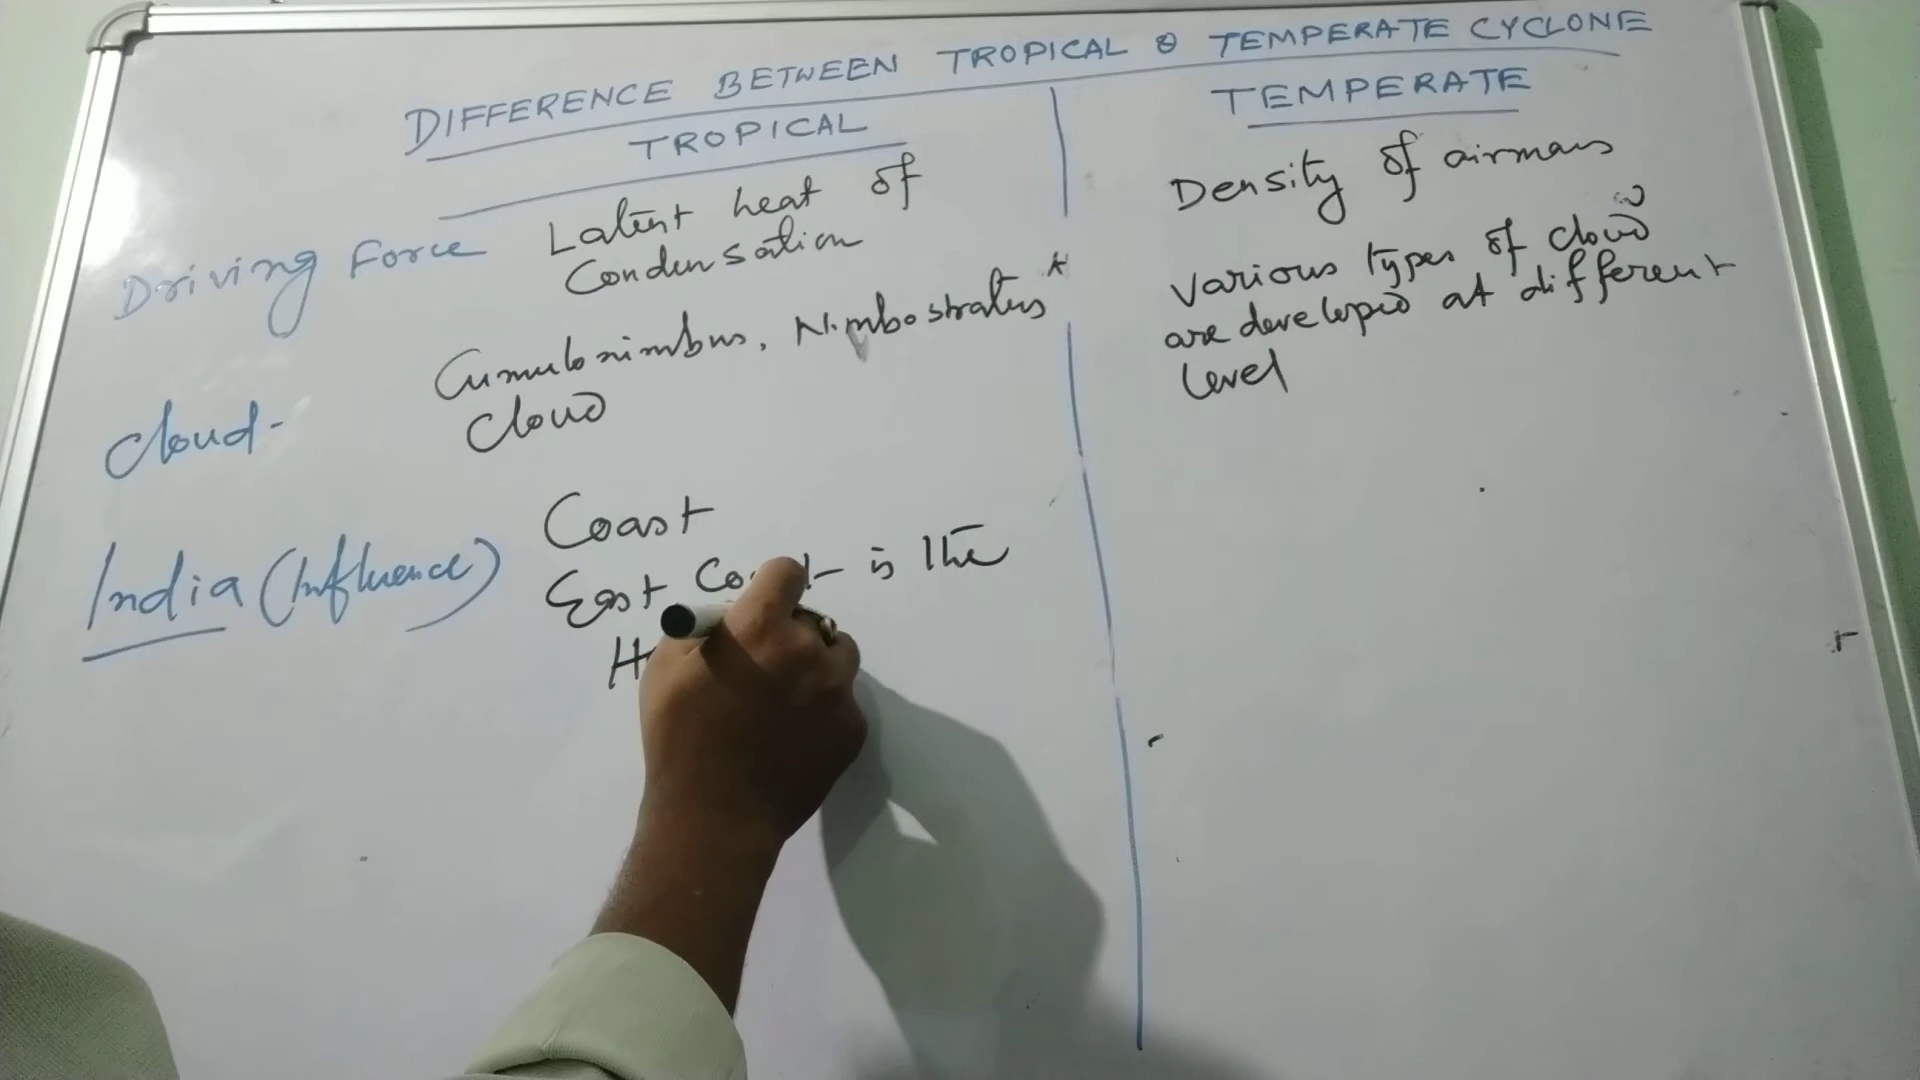 DIFFERENCE BETWEEN TROPICAL & TEMPERATE CYCLONE
TROPICAL
TEMPERATE
Driving Force
Latent heat of
Condensation
Density of airmass
Cloud-
Cumulonimbus, Nimbostratus *
Cloud
Various types of cloud
are developed at different
level
India (Influence)
Coast
East Coast is the
H